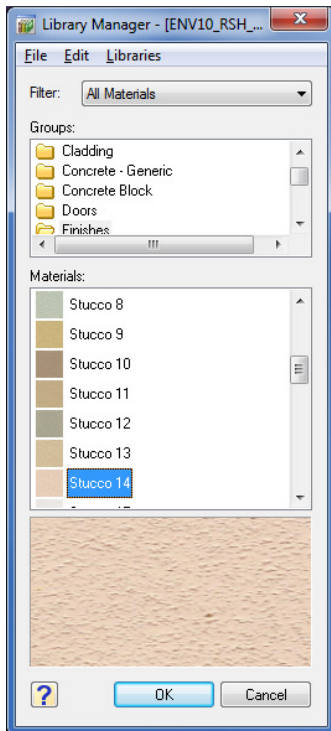 Library Manager - [ENV10_RSH_...
File Edit Libraries
Filter: All Materials
Groups:
Cladding
Concrete - Generic
Concrete Block
Doors
Finishes
Materials:
Stucco 8
Stucco 9
Stucco 10
Stucco 11
Stucco 12
Stucco 13
Stucco 14
?
OK Cancel